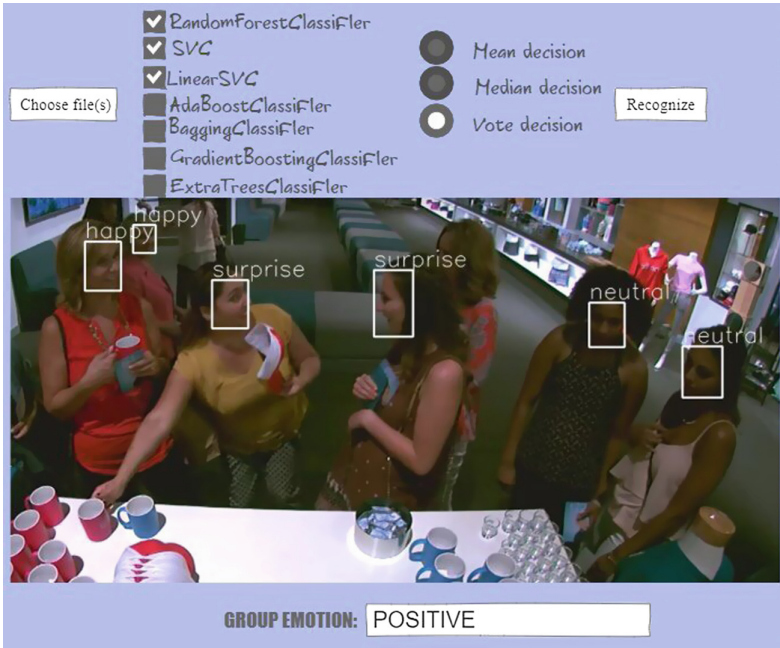 RandomForestClassifier
SVC
LinearSVC
AdaBoostClassifier
BaggingClassifier
GradientBoostingClassifier
ExtraTreesClassifier
Choose file(s)
Mean decision
Median decision
Vote decision
Recognize
happy
happy
surprise
surprise
neutral
neutral
GROUP EMOTION: POSITIVE